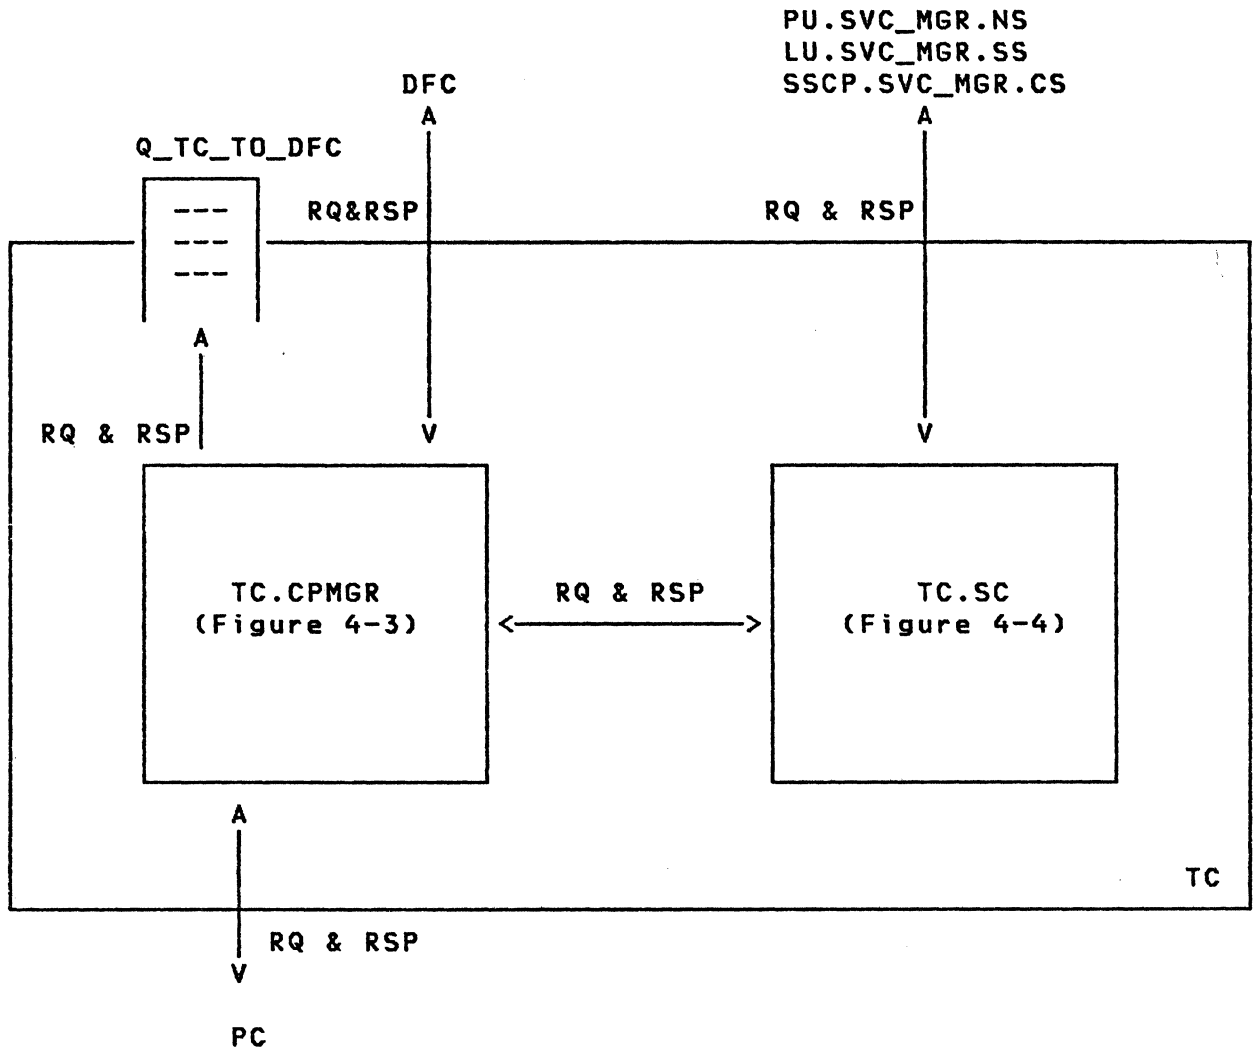 PU.SVC_MGR.NS
LU.SVC_MGR.SS
SSCP.SVC_MGR.CS
DFC
Q_TC_TO_DFC
RQ&RSP
RQ & RSP
RQ & RSP
TC.CPMGR
(Figure 4-3)
RQ & RSP
TC.SC
(Figure 4-4)
TC
RQ & RSP
PC